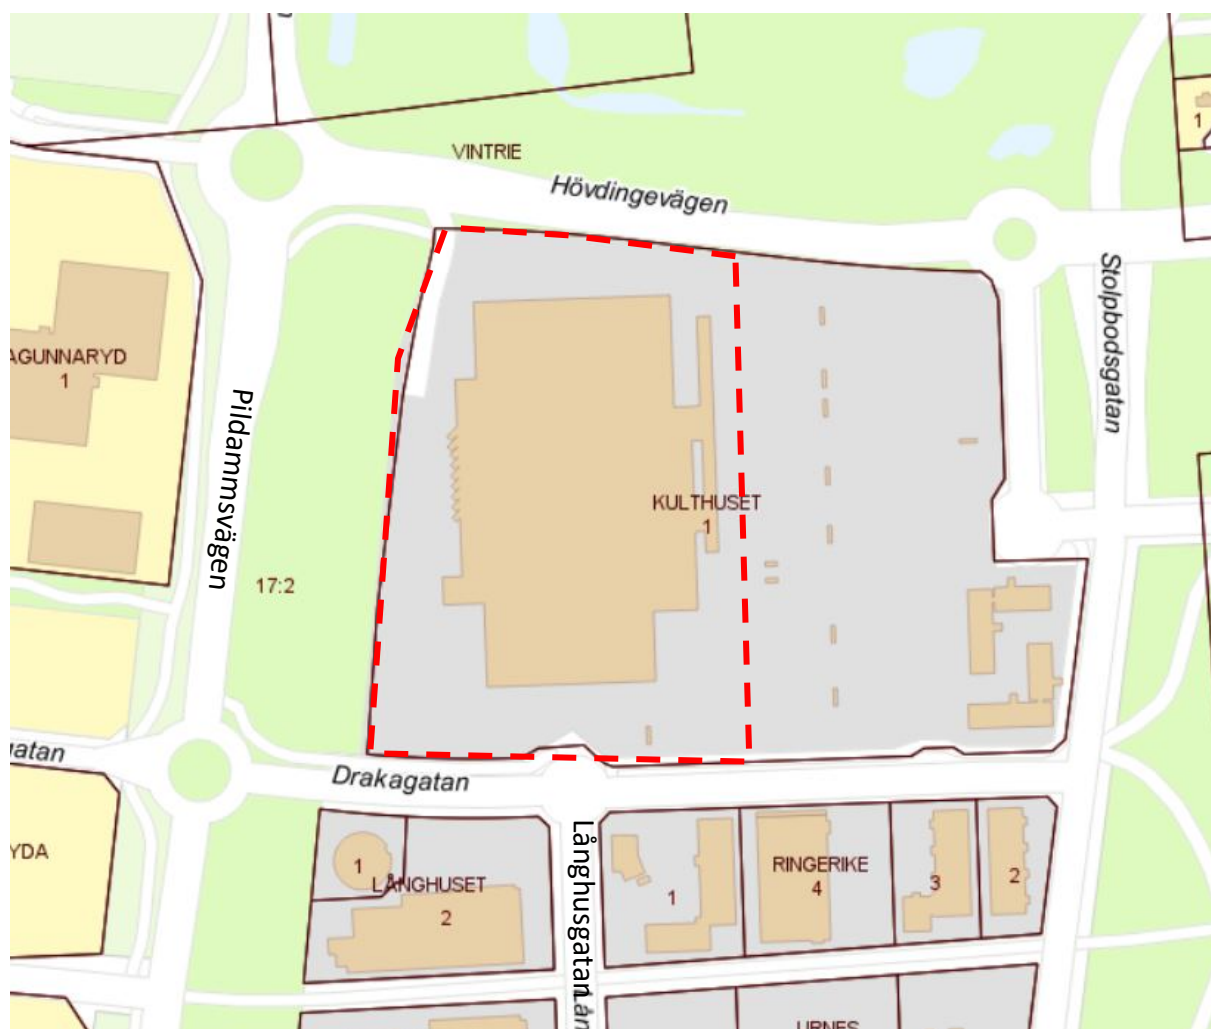 VINTRIE
Hövdingevägen
1
Stolpbodsgatan
AGUNNARYD
1
Pildammsvägen
KULTHUSET
1
17:2
atan
Drakagatan
YDA
1
LÅNGHUSET
2
Långhusgatan
Lån
1
RINGERIKE
4
3
2
URNES